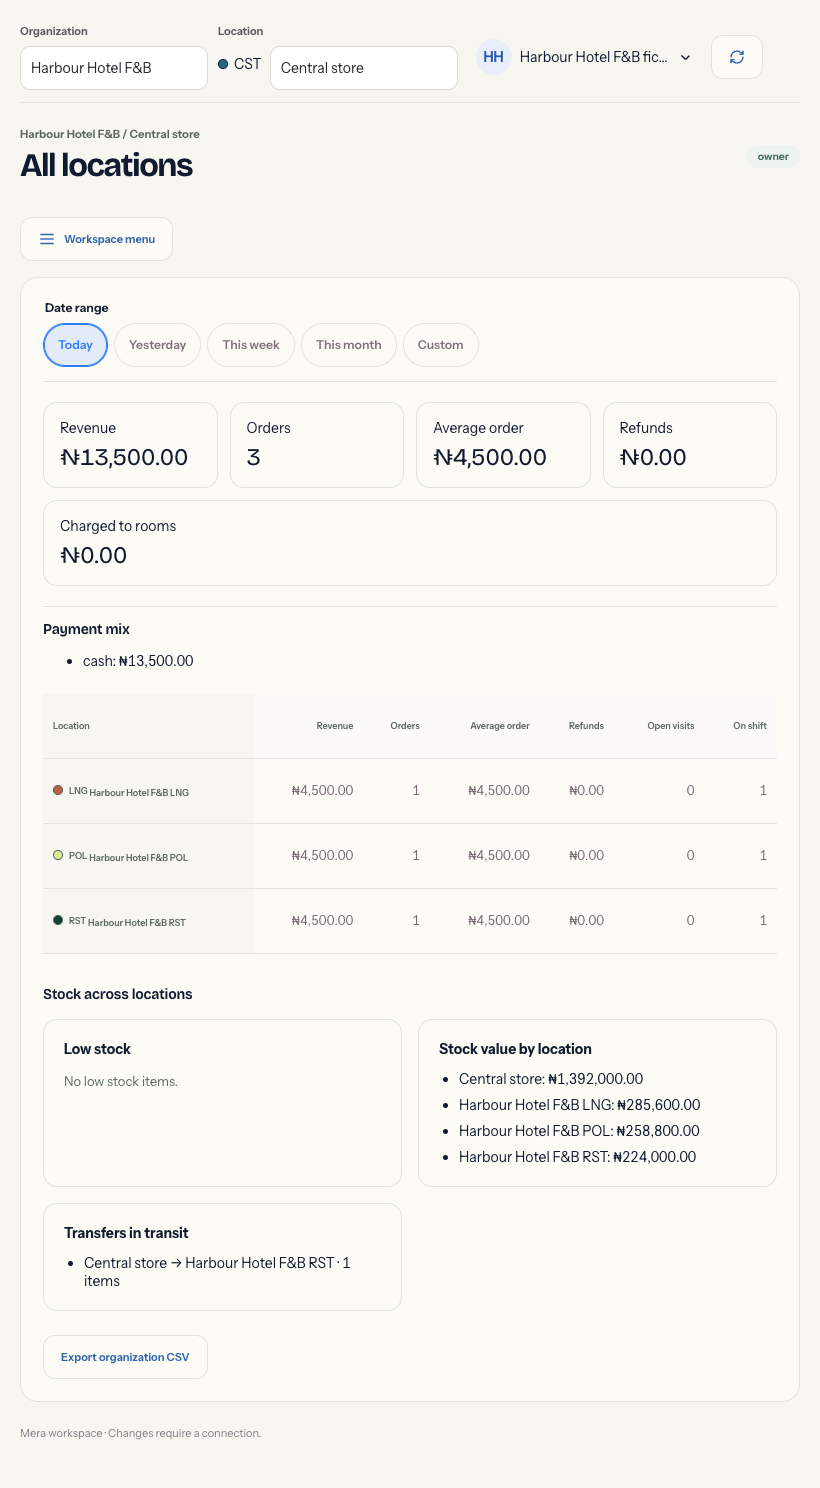 Organization
Location
Harbour Hotel F&B
CST
Central store
HH
Harbour Hotel F&B fic...
Harbour Hotel F&B / Central store
All locations
owner
Workspace menu
Date range
Today
Yesterday
This week
This month
Custom
Revenue
₦13,500.00
Orders
3
Average order
₦4,500.00
Refunds
₦0.00
Charged to rooms
₦0.00
Payment mix
• cash: ₦13,500.00
Location Revenue Orders Average order Refunds Open visits On shift
LNG Harbour Hotel F&B LNG ₦4,500.00 1 ₦4,500.00 ₦0.00 0 1
POL Harbour Hotel F&B POL ₦4,500.00 1 ₦4,500.00 ₦0.00 0 1
RST Harbour Hotel F&B RST ₦4,500.00 1 ₦4,500.00 ₦0.00 0 1
Stock across locations
Low stock
No low stock items.
Stock value by location
• Central store: ₦1,392,000.00
• Harbour Hotel F&B LNG: ₦285,600.00
• Harbour Hotel F&B POL: ₦258,800.00
• Harbour Hotel F&B RST: ₦224,000.00
Transfers in transit
• Central store → Harbour Hotel F&B RST · 1
items
Export organization CSV
Mera workspace · Changes require a connection.